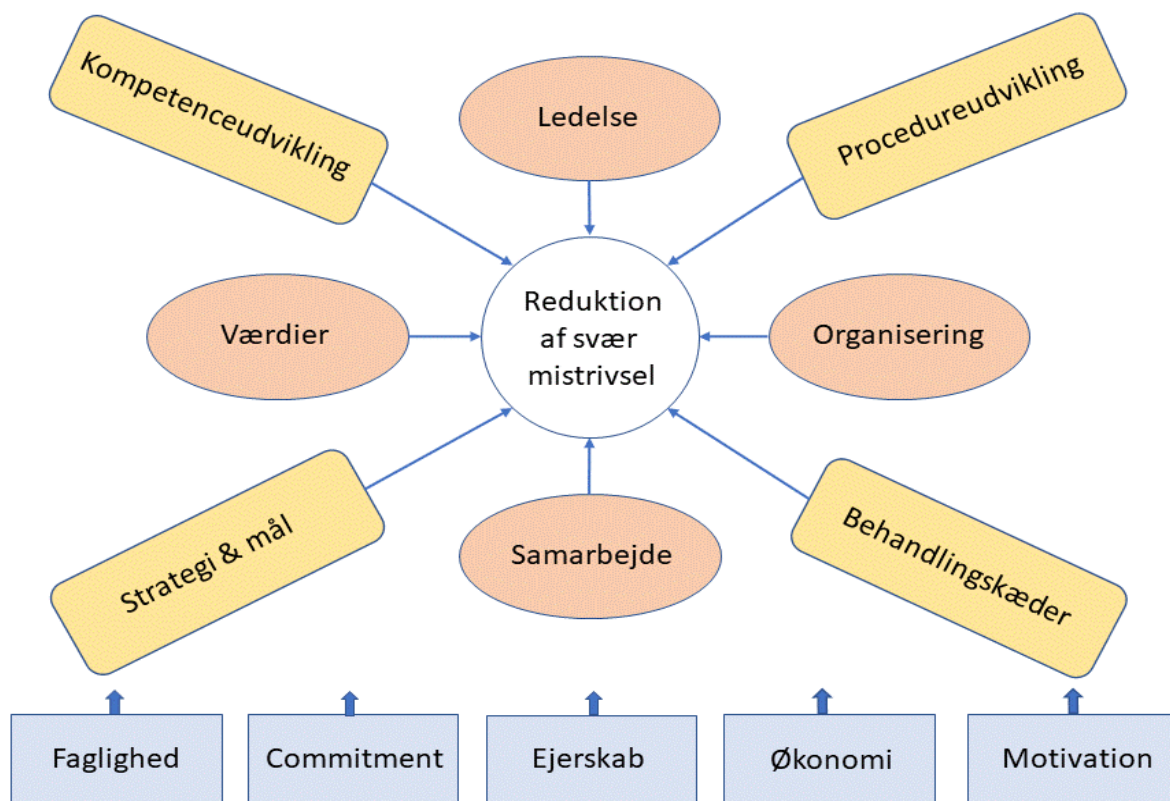 Kompetenceudvikling
Ledelse
Procedureudvikling
Værdier
Reduktion
af svær
mistrivsel
Organisering
Strategi & mål
Samarbejde
Behandlingskæder
Faglighed
Commitment
Ejerskab
Økonomi
Motivation